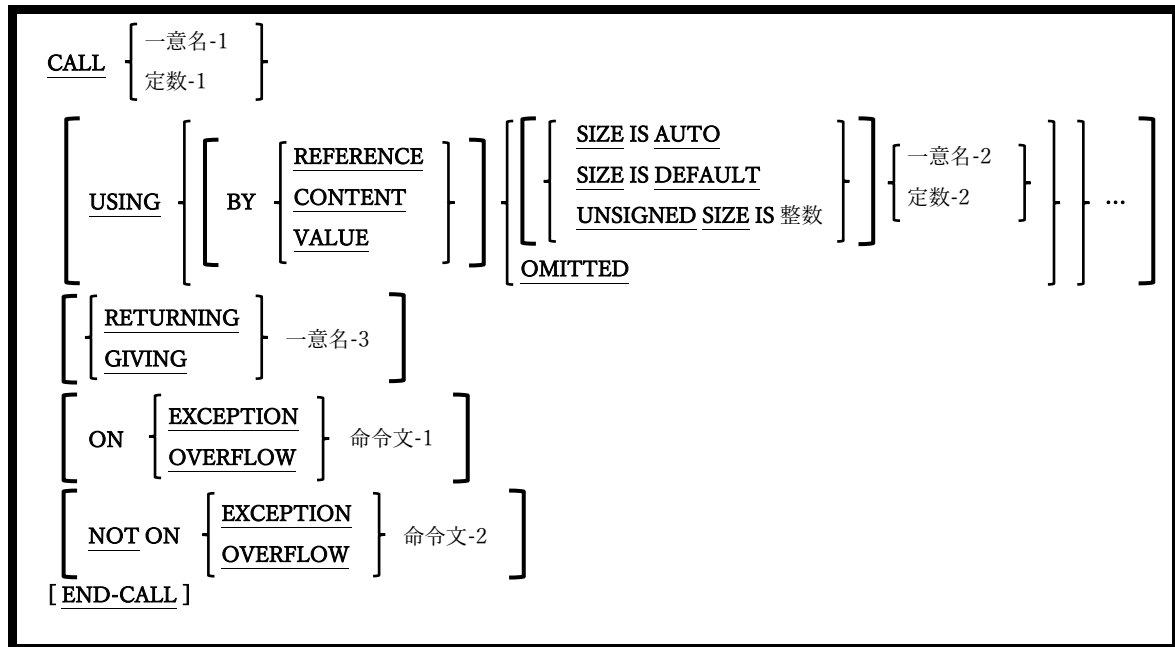 CALL 一意名-1
定数-1
USING BY REFERENCE
CONTENT
VALUE
SIZE IS AUTO
SIZE IS DEFAULT
UNSIGNED SIZE IS 整数
OMITTED
一意名-2
定数-2
...
RETURNING
GIVING
一意名-3
ON EXCEPTION
OVERFLOW
命令文-1
NOT ON EXCEPTION
OVERFLOW
命令文-2
[ END-CALL ]